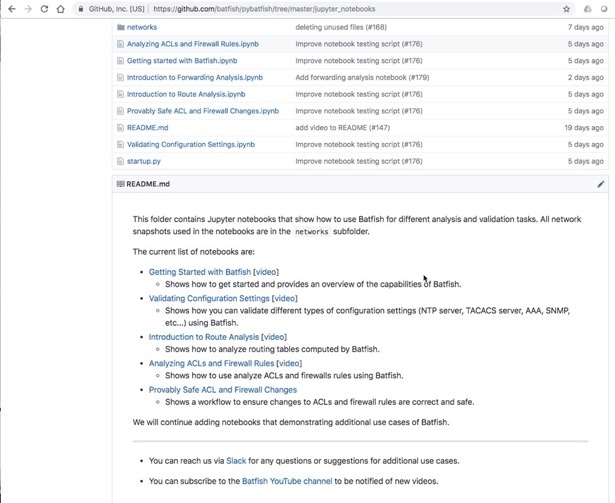 GitHub, Inc. [US] https://github.com/batfish/pybatfish/tree/master/jupyter_notebooks
networks deleting unused files (#168) 7 days ago
Analyzing ACLs and Firewall Rules.ipynb Improve notebook testing script (#176) 5 days ago
Getting started with Batfish.ipynb Improve notebook testing script (#176) 5 days ago
Introduction to Forwarding Analysis.ipynb Add forwarding analysis notebook (#179) 2 days ago
Introduction to Route Analysis.ipynb Improve notebook testing script (#176) 5 days ago
Provably Safe ACL and Firewall Changes.ipynb Improve notebook testing script (#176) 5 days ago
README.md add video to README (#147) 19 days ago
Validating Configuration Settings.ipynb Improve notebook testing script (#176) 5 days ago
startup.py Improve notebook testing script (#176) 5 days ago
README.md
This folder contains Jupyter notebooks that show how to use Batfish for different analysis and validation tasks. All network
snapshots used in the notebooks are in the networks subfolder.
The current list of notebooks are:
• Getting Started with Batfish [video]
◦ Shows how to get started and provides an overview of the capabilities of Batfish.
• Validating Configuration Settings [video]
◦ Shows how you can validate different types of configuration settings (NTP server, TACACS server, AAA, SNMP,
etc...) using Batfish.
• Introduction to Route Analysis [video]
◦ Shows how to analyze routing tables computed by Batfish.
• Analyzing ACLs and Firewall Rules [video]
◦ Shows how to use analyze ACLs and firewalls rules using Batfish.
• Provably Safe ACL and Firewall Changes
◦ Shows a workflow to ensure changes to ACLs and firewall rules are correct and safe.
We will continue adding notebooks that demonstrating additional use cases of Batfish.
• You can reach us via Slack for any questions or suggestions for additional use cases.
• You can subscribe to the Batfish YouTube channel to be notified of new videos.